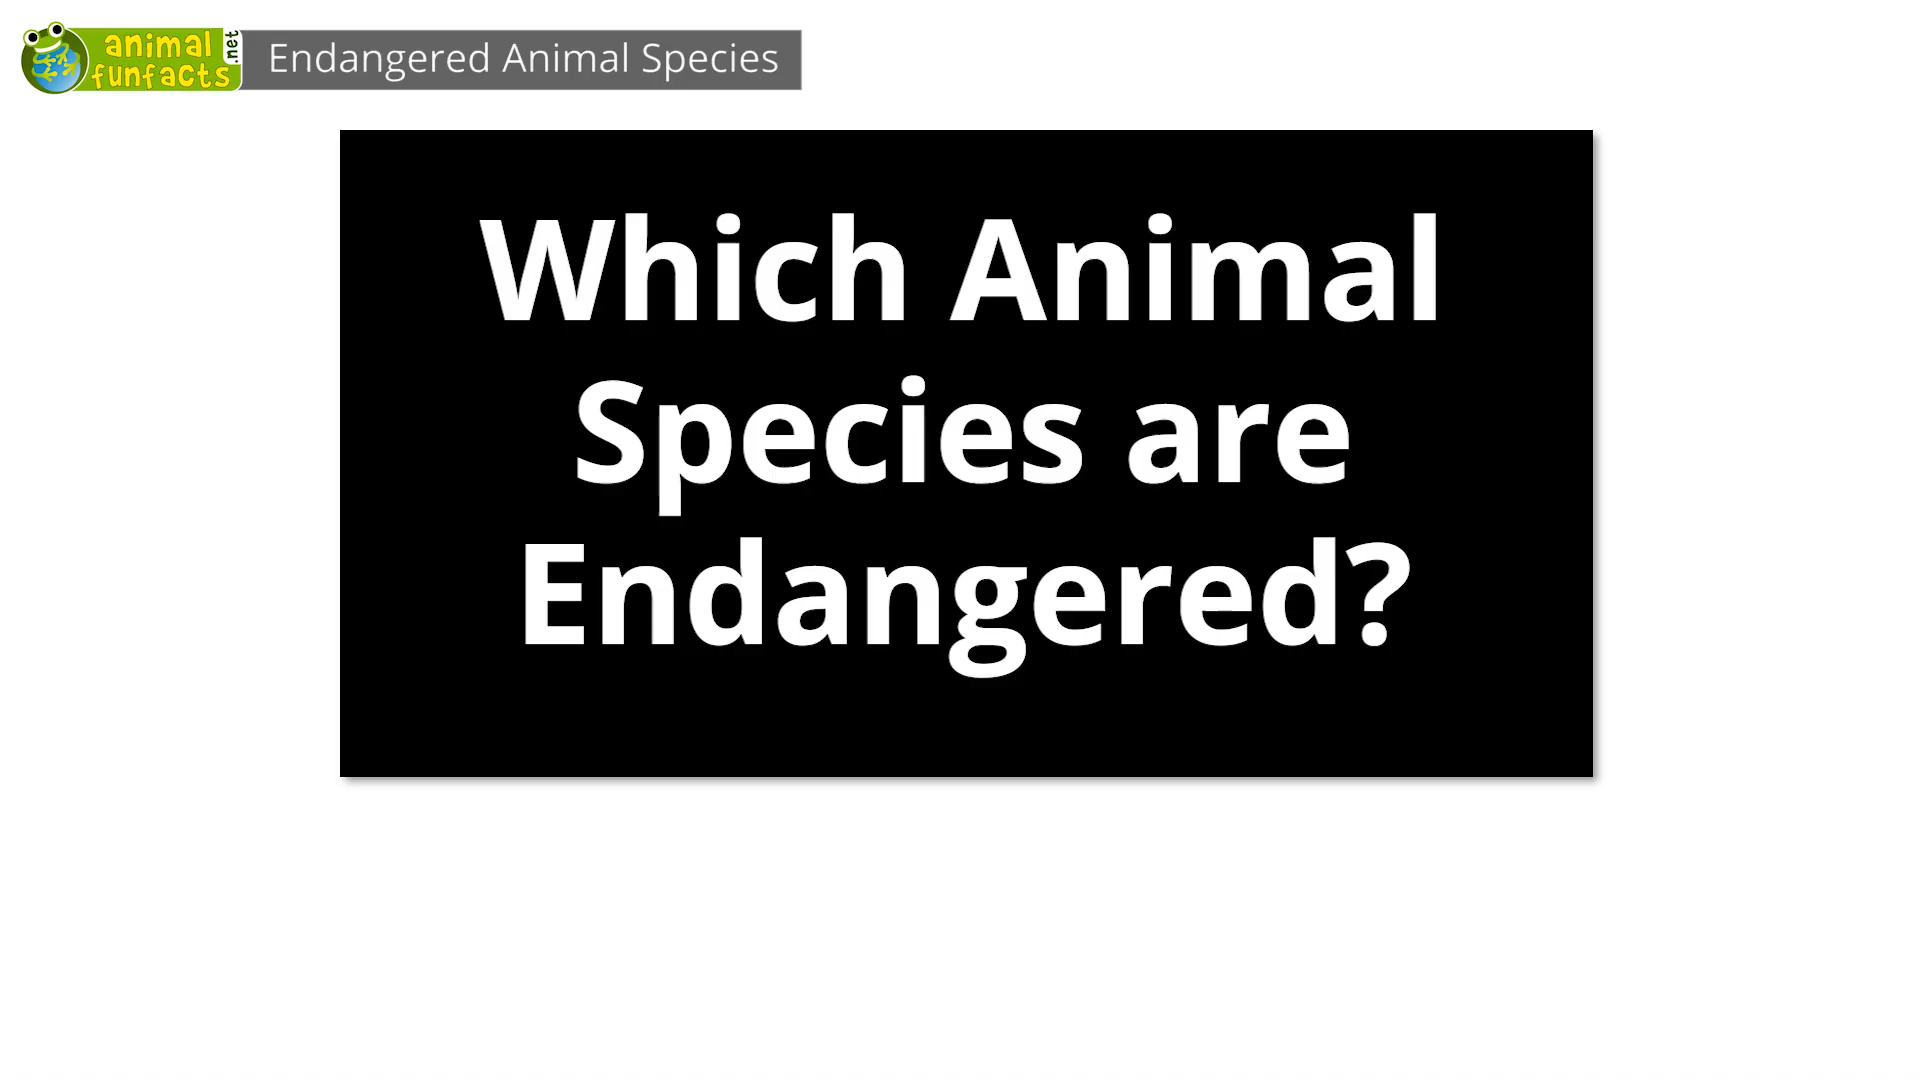 animal
funfacts
.net
Endangered Animal Species
Which Animal
Species are
Endangered?